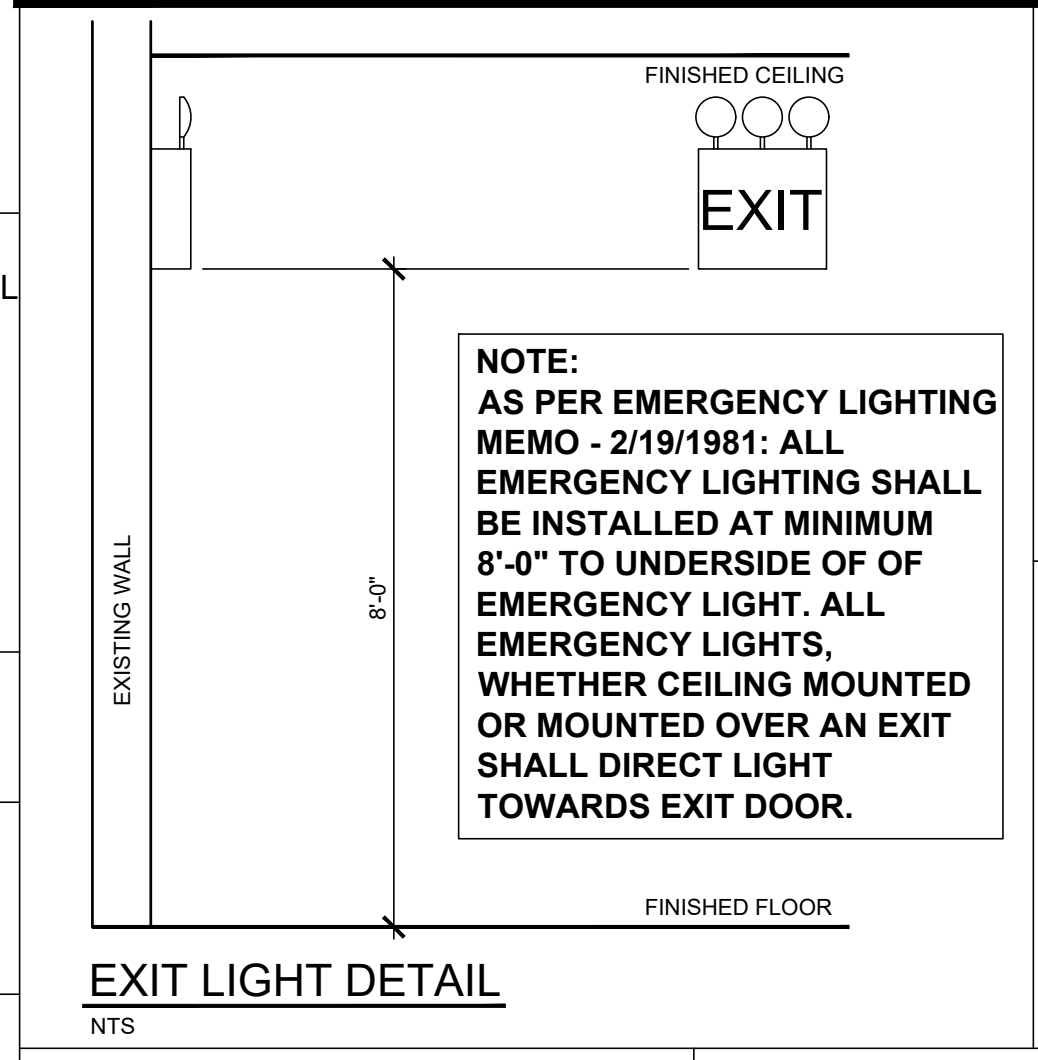 FINISHED CEILING
EXIT
L
NOTE:
AS PER EMERGENCY LIGHTING
MEMO - 2/19/1981: ALL
EMERGENCY LIGHTING SHALL
BE INSTALLED AT MINIMUM
8'-0" TO UNDERSIDE OF OF
EMERGENCY LIGHT. ALL
EMERGENCY LIGHTS,
WHETHER CEILING MOUNTED
OR MOUNTED OVER AN EXIT
SHALL DIRECT LIGHT
TOWARDS EXIT DOOR.
EXISTING WALL
8'-0"
FINISHED FLOOR
EXIT LIGHT DETAIL
NTS